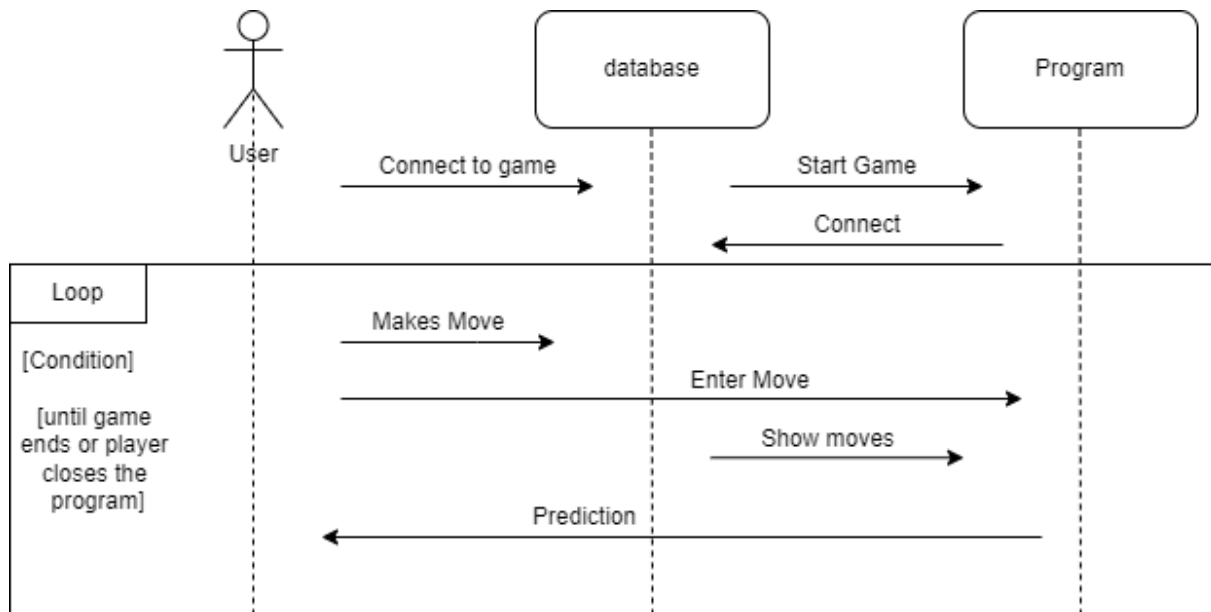 database
Program
User
Connect to game
Start Game
Connect
Loop
Makes Move
[Condition]
Enter Move
[until game
ends or player
closes the
program]
Show moves
Prediction